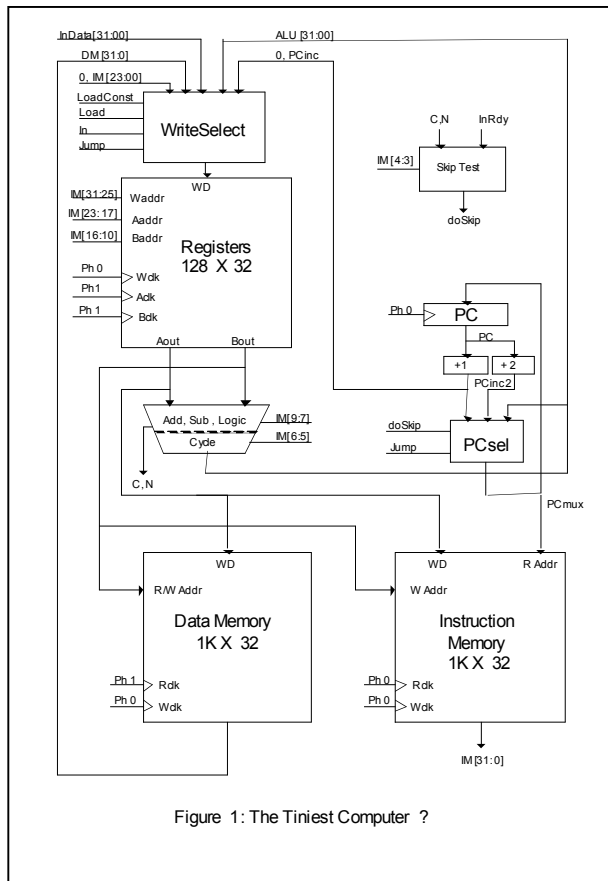 InData[31:00]
ALU [31:00]
DM [31:0]
0, PCinc
0, IM [23:00]
LoadConst
Load
In
Jump
WriteSelect
C,N
InRdy
IM [4:3]
Skip Test
doSkip
WD
IM[31:25]
Waddr
IM[23:17]
Aaddr
IM[16:10]
Baddr
Registers
128 X 32
Ph 0
Wclk
Ph1
Aclk
Ph 1
Bclk
Aout
Bout
Ph 0
PC
PC
+1
+ 2
PCinc2
Add, Sub , Logic
IM[9:7]
Cycle
IM[6:5]
C,N
doSkip
Jump
PCsel
PCmux
WD
R/W Addr
Data Memory
1K X 32
Ph 1
Rclk
Ph 0
Wclk
WD
R Addr
W Addr
Instruction
Memory
1K X 32
Ph 0
Rclk
Ph 0
Wclk
IM [31:0]
Figure 1: The Tiniest Computer ?